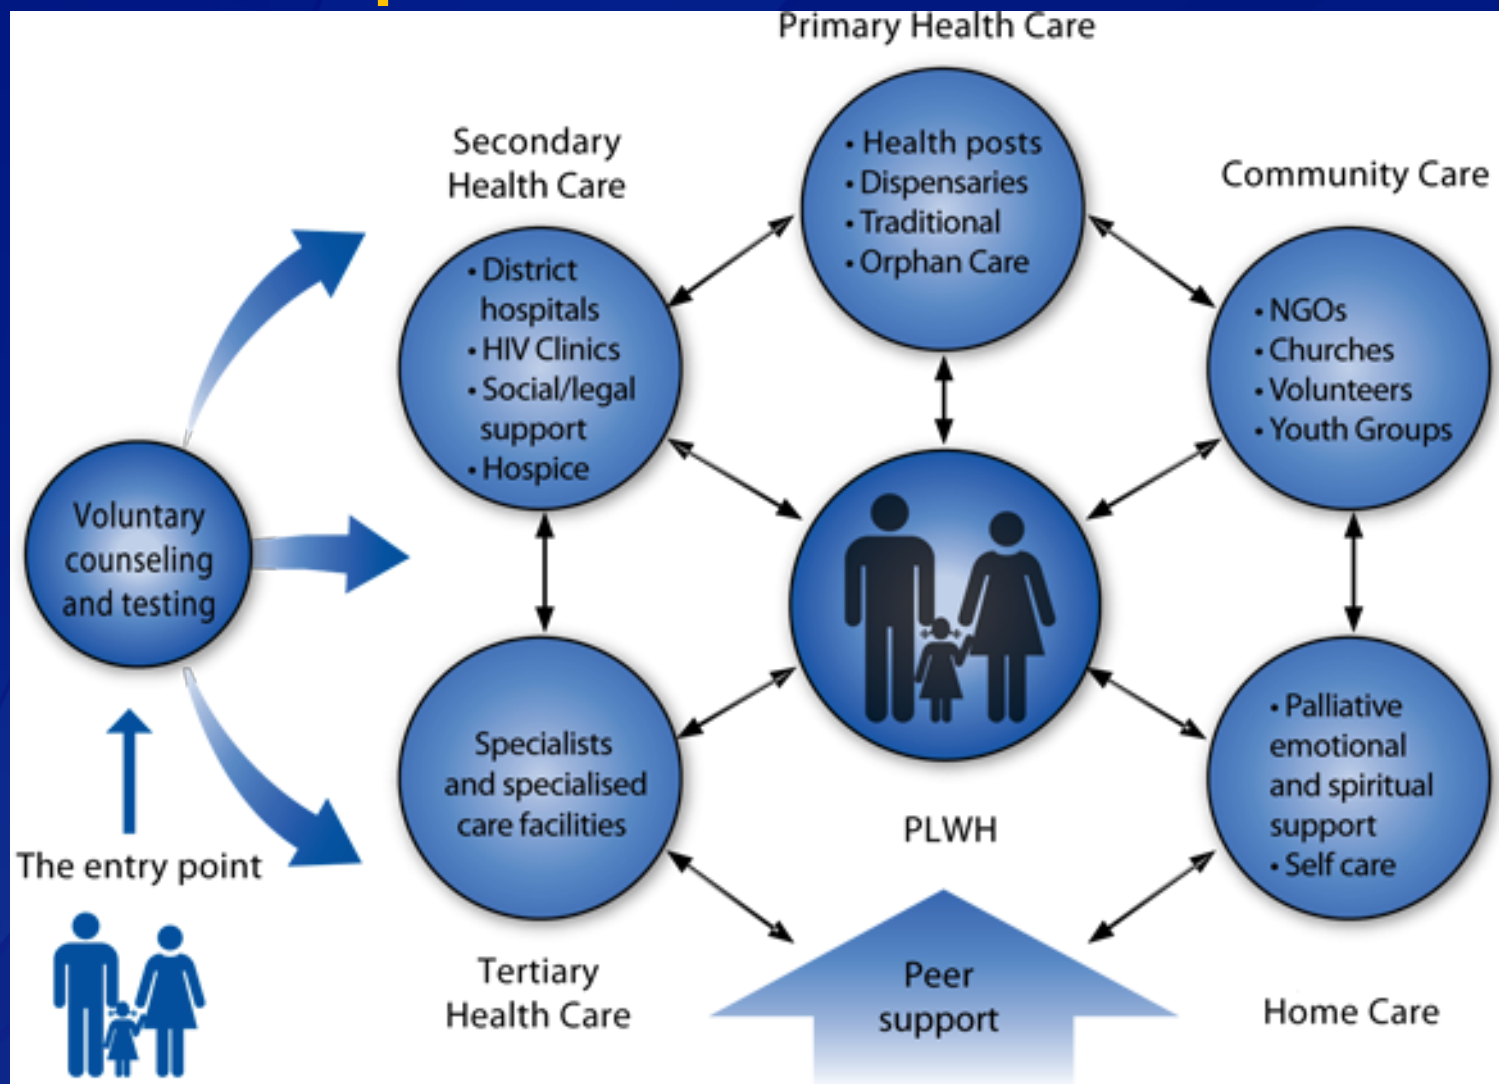 Primary Health Care
• Health posts
• Dispensaries
• Traditional
• Orphan Care
Secondary
Health Care
• District
hospitals
• HIV Clinics
• Social/legal
support
• Hospice
Community Care
• NGOs
• Churches
• Volunteers
• Youth Groups
Voluntary
counseling
and testing
The entry point
Specialists
and specialised
care facilities
Tertiary
Health Care
PLWH
Peer
support
• Palliative
emotional
and spiritual
support
• Self care
Home Care